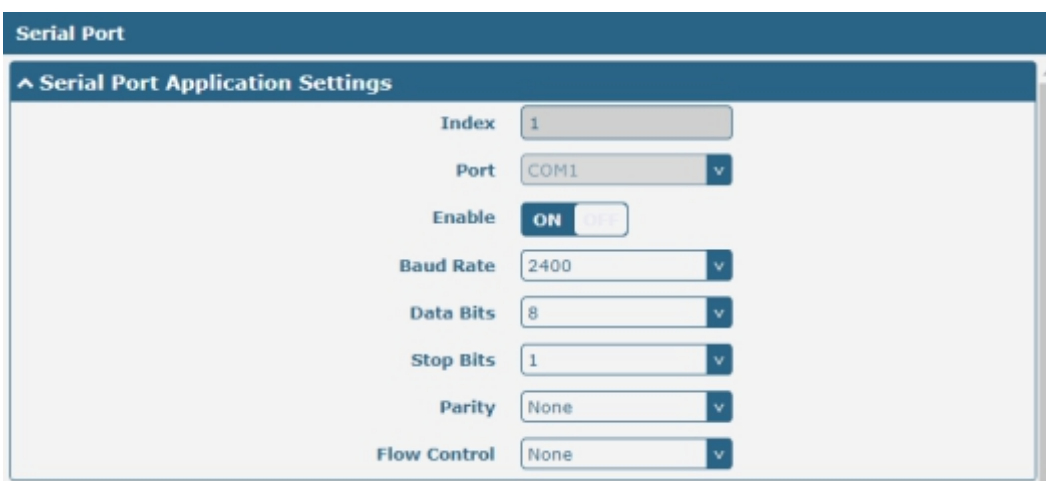 Serial Port
^ Serial Port Application Settings
Index 1
Port COM1 v
Enable ON OFF
Baud Rate 2400 v
Data Bits 8 v
Stop Bits 1 v
Parity None v
Flow Control None v